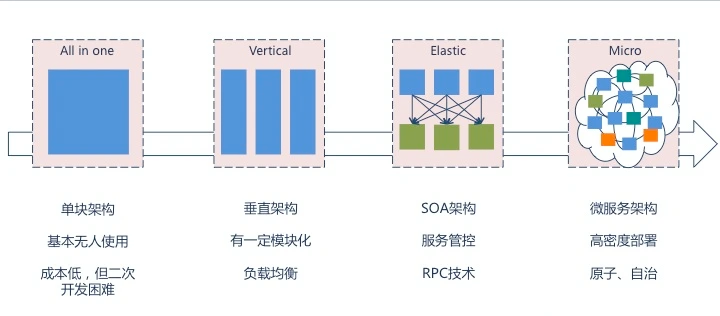 All in one
Vertical
Elastic
Micro
单块架构
垂直架构
SOA架构
微服务架构
基本无人使用
有一定模块化
服务管控
高密度部署
成本低，但二次
开发困难
负载均衡
RPC技术
原子、自治